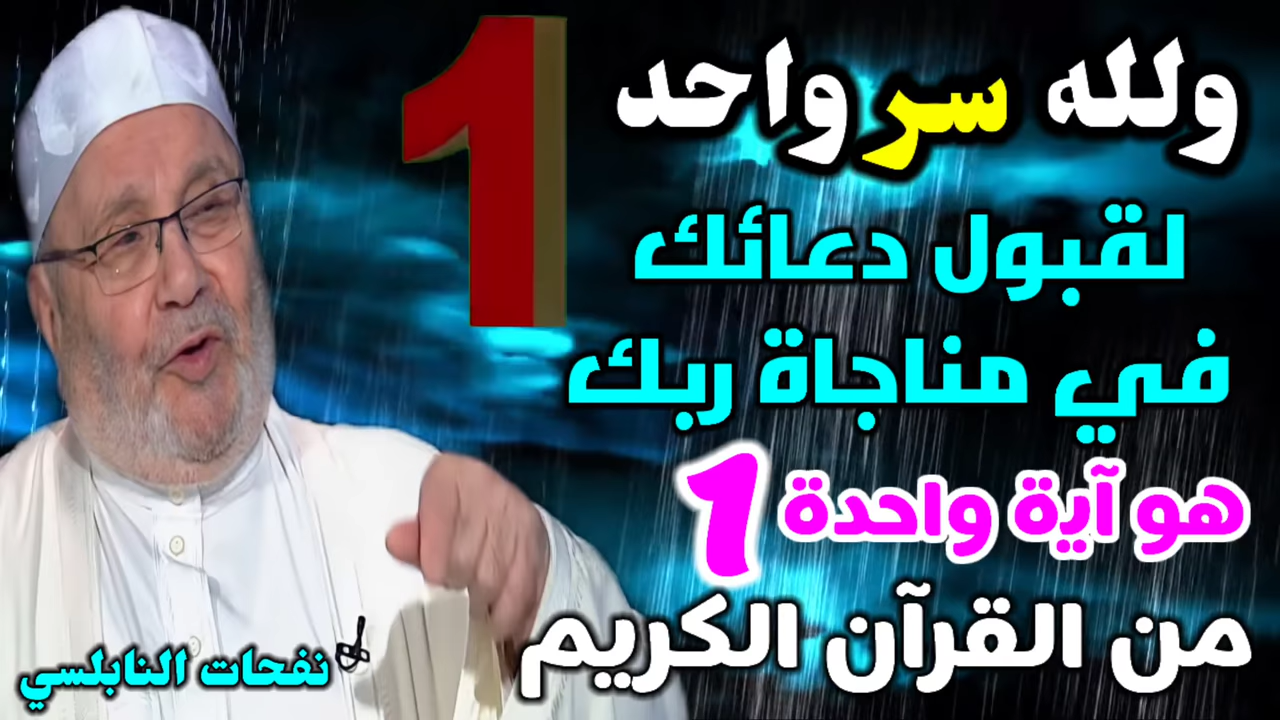 1
ولله سر واحد
لقبول دعائك
في مناجاة ربك
هو آية واحدة 1
من القرآن الكريم
نفحات النابلسي